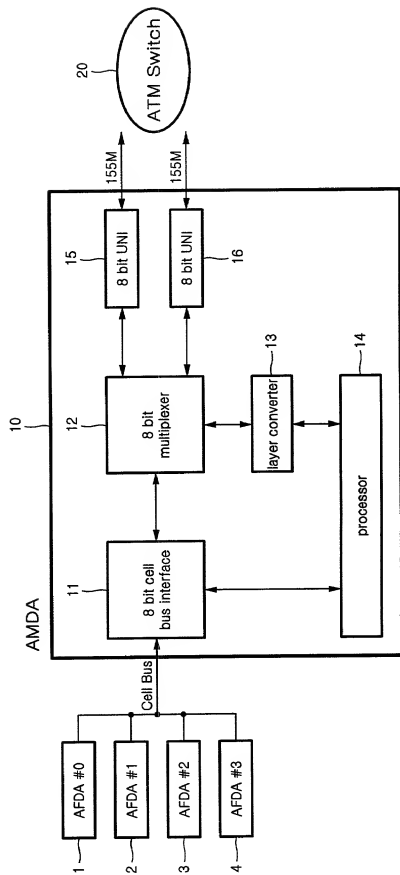 AMDA
10
AFDA #0
1
AFDA #1
2
AFDA #2
3
AFDA #3
4
Cell Bus
11
8 bit cell
bus interface
12
8 bit
multiplexer
15
8 bit UNI
8 bit UNI
16
155M
155M
20
ATM Switch
13
layer converter
14
processor